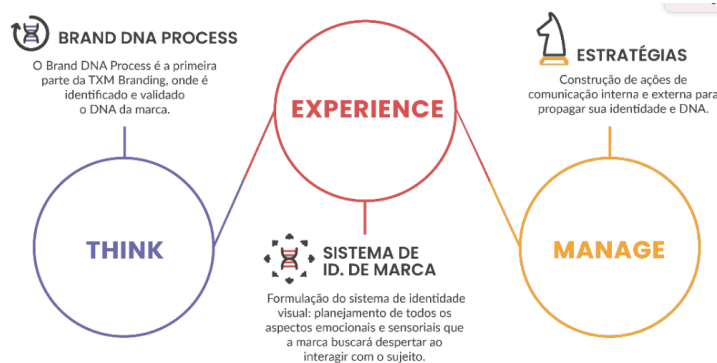 BRAND DNA PROCESS
O Brand DNA Process é a primeira
parte da TXM Branding, onde é
identificado e validado
o DNA da marca.
THINK
EXPERIENCE
SISTEMA DE
ID. DE MARCA
Formulação do sistema de identidade
visual: planejamento de todos os
aspectos emocionais e sensoriais que
a marca buscará despertar ao
interagir com o sujeito.
ESTRATÉGIAS
Construção de ações de
comunicação interna e externa para
propagar sua identidade e DNA.
MANAGE